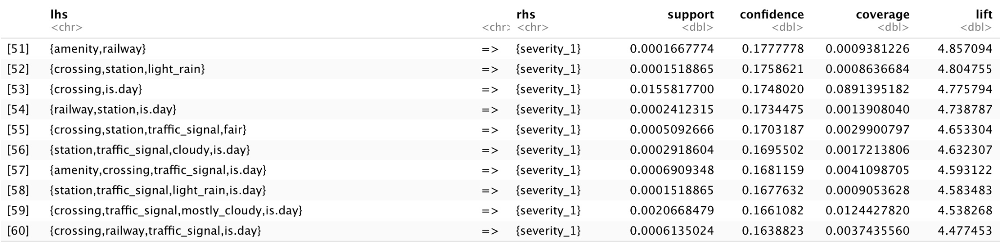 lhs rhs support confidence coverage lift
<chr> <chr> <chr> <dbl> <dbl> <dbl> <dbl>
[51] {amenity,railway} => {severity_1} 0.0001667774 0.1777778 0.0009381226 4.857094
[52] {crossing,station,light_rain} => {severity_1} 0.0001518865 0.1758621 0.0008636684 4.804755
[53] {crossing,is.day} => {severity_1} 0.0155817700 0.1748020 0.0891395182 4.775794
[54] {railway,station,is.day} => {severity_1} 0.0002412315 0.1734475 0.0013908040 4.738787
[55] {crossing,station,traffic_signal,fair} => {severity_1} 0.0005092666 0.1703187 0.0029900797 4.653304
[56] {station,traffic_signal,cloudy,is.day} => {severity_1} 0.0002918604 0.1695502 0.0017213806 4.632307
[57] {amenity,crossing,traffic_signal,is.day} => {severity_1} 0.0006909348 0.1681159 0.0041098705 4.593122
[58] {station,traffic_signal,light_rain,is.day} => {severity_1} 0.0001518865 0.1677632 0.0009053628 4.583483
[59] {crossing,traffic_signal,mostly_cloudy,is.day} => {severity_1} 0.0020668479 0.1661082 0.0124427820 4.538268
[60] {crossing,railway,traffic_signal,is.day} => {severity_1} 0.0006135024 0.1638823 0.0037435560 4.477453